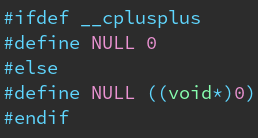 #ifdef __cplusplus
#define NULL 0
#else
#define NULL ((void*)0)
#endif